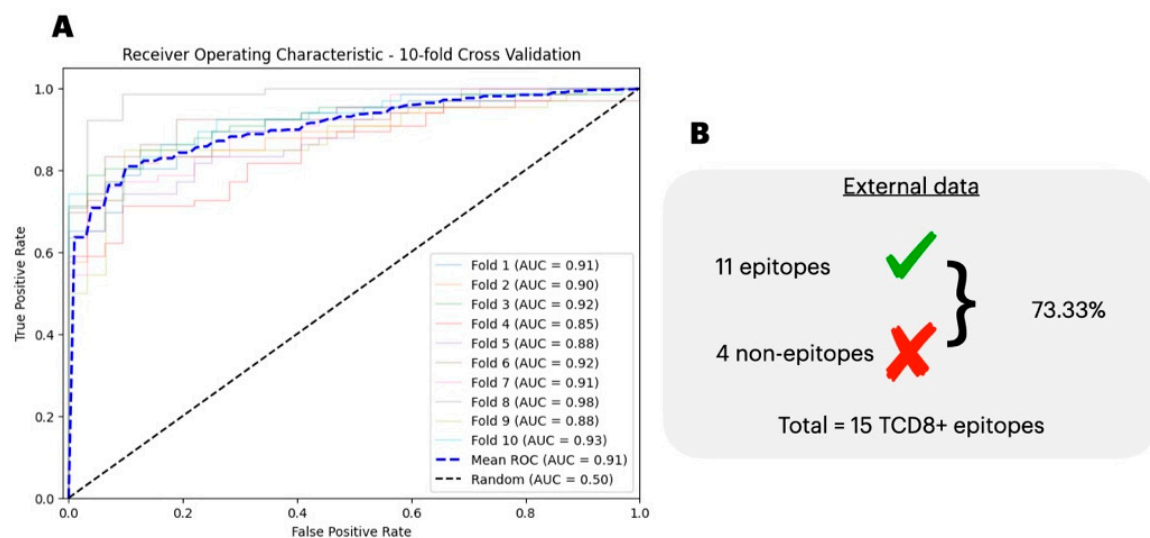 A
Receiver Operating Characteristic - 10-fold Cross Validation
True Positive Rate
1.0
0.8
0.6
0.4
0.2
0.0
0.0
0.2
0.4
0.6
0.8
1.0
False Positive Rate
Fold 1 (AUC = 0.91)
Fold 2 (AUC = 0.90)
Fold 3 (AUC = 0.92)
Fold 4 (AUC = 0.85)
Fold 5 (AUC = 0.88)
Fold 6 (AUC = 0.92)
Fold 7 (AUC = 0.91)
Fold 8 (AUC = 0.98)
Fold 9 (AUC = 0.88)
Fold 10 (AUC = 0.93)
Mean ROC (AUC = 0.91)
Random (AUC = 0.50)
B
External data
11 epitopes
4 non-epitopes
}
73.33%
Total = 15 TCD8+ epitopes